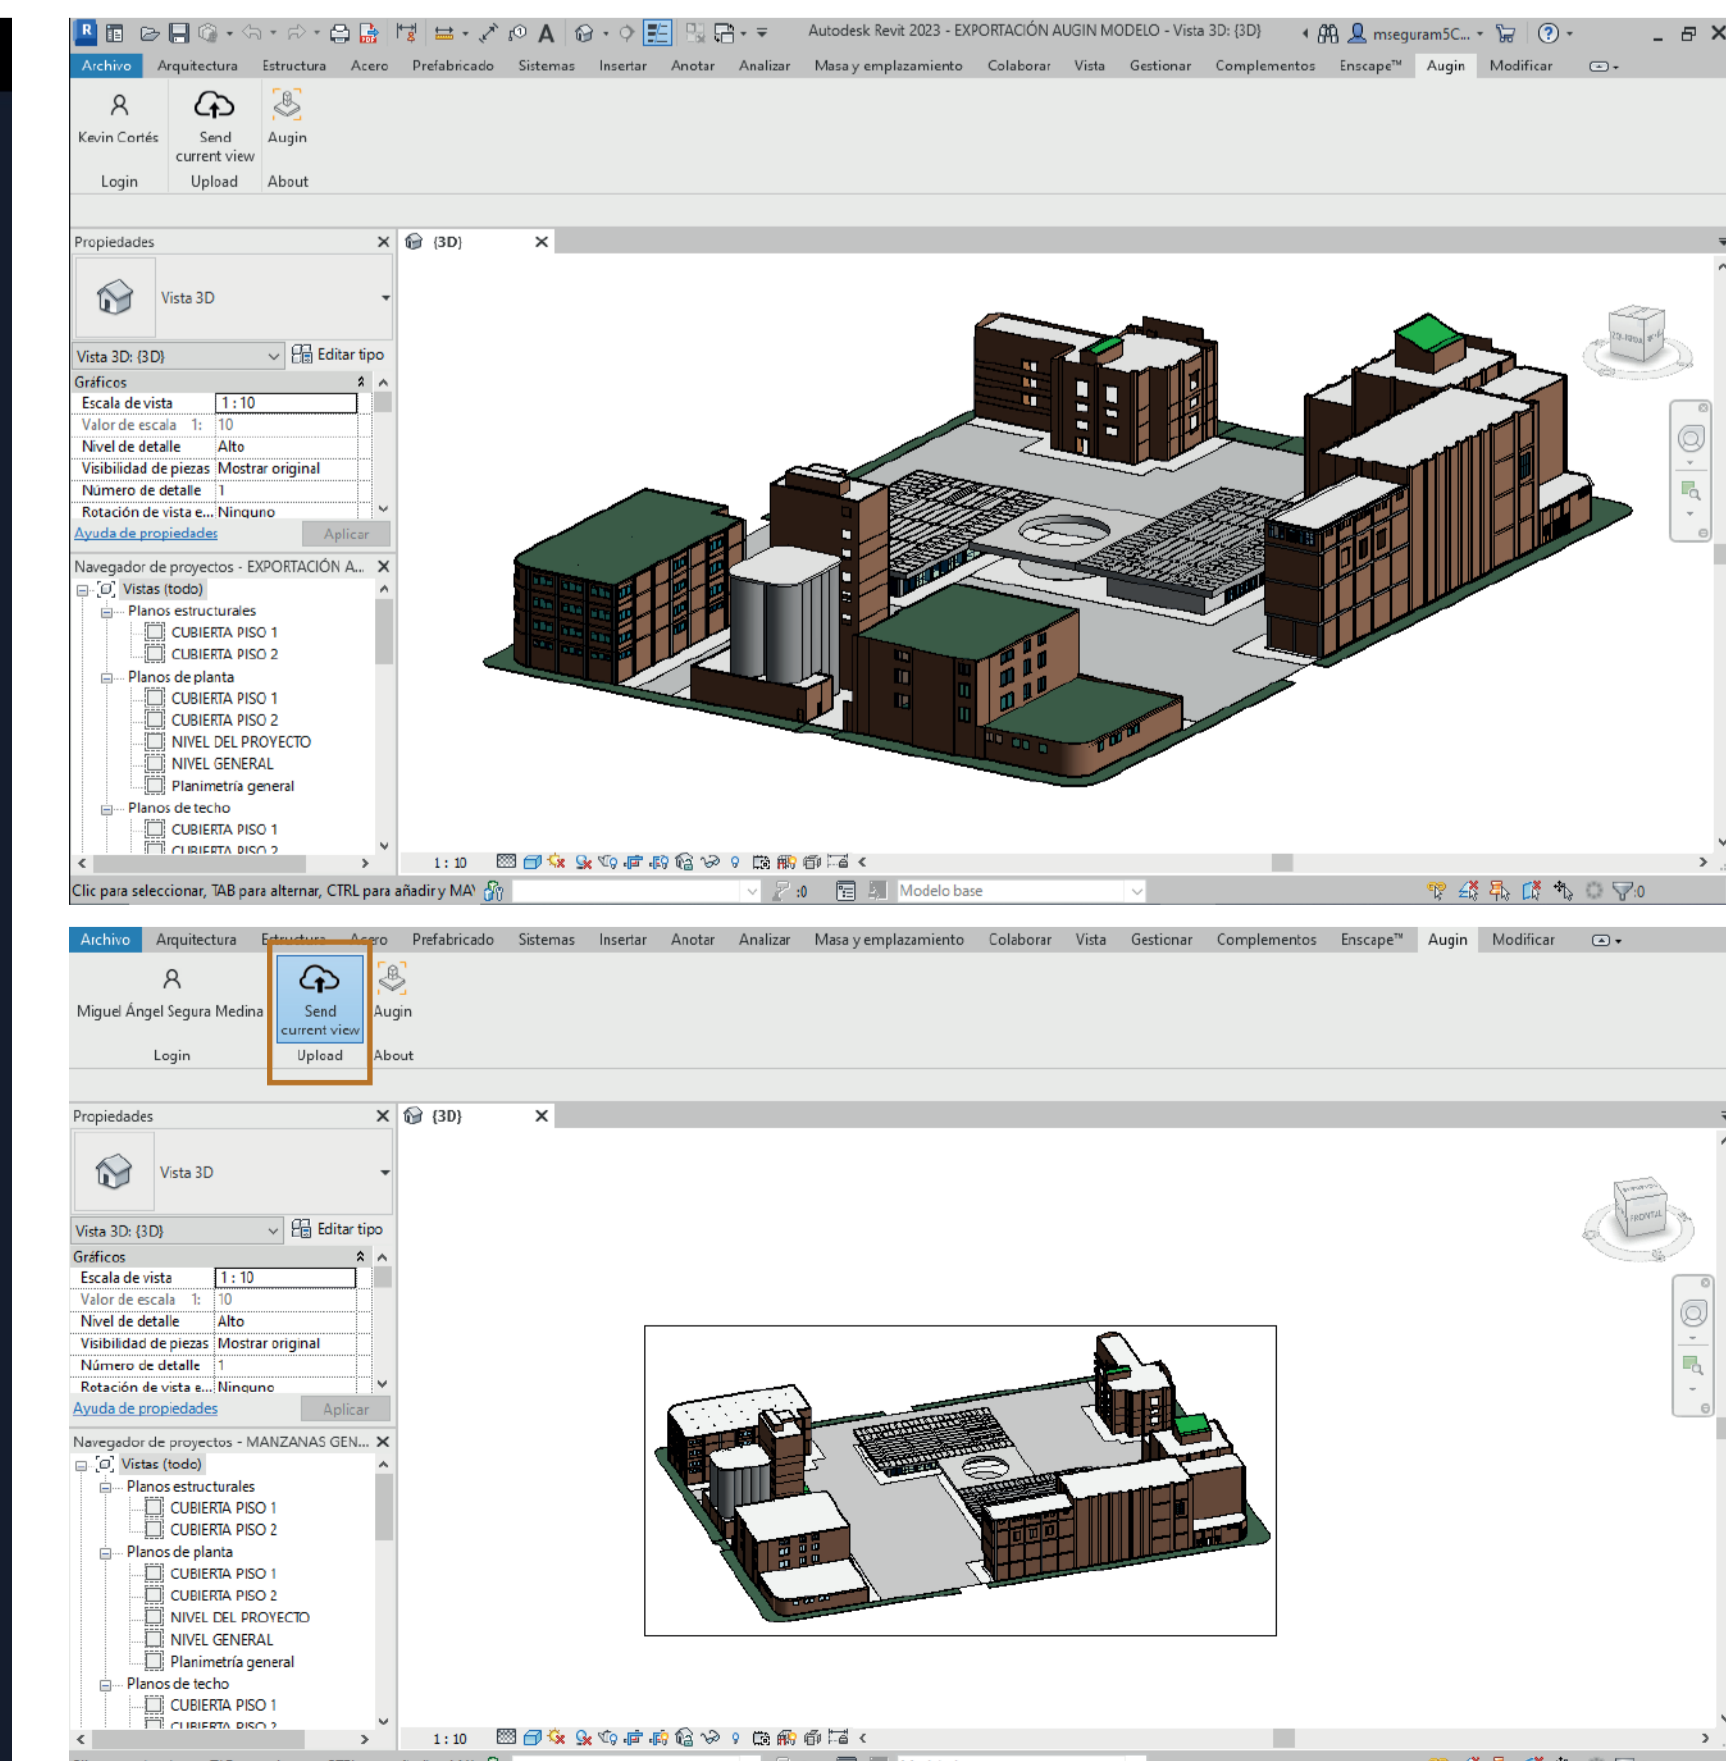 Autodesk Revit 2023 - EXPORTACIÓN AUGIN MODELO - Vista 3D: {3D}
mseguram5C...
Archivo Arquitectura Estructura Acero Prefabricado Sistemas Insertar Anotar Analizar Masa y emplazamiento Colaborar Vista Gestionar Complementos Enscape™ Augin Modificar
Kevin Cortés
Send current view
Augin
Login
Upload
About
Propiedades
{3D}
Vista 3D
Vista 3D: {3D}
Editar tipo
Gráficos
Escala de vista 1 : 10
Valor de escala 1: 10
Nivel de detalle Alto
Visibilidad de piezas Mostrar original
Número de detalle 1
Rotación de vista e... Ninguno
Ayuda de propiedades
Aplicar
Navegador de proyectos - EXPORTACIÓN A...
Vistas (todo)
Planos estructurales
CUBIERTA PISO 1
CUBIERTA PISO 2
Planos de planta
CUBIERTA PISO 1
CUBIERTA PISO 2
NIVEL DEL PROYECTO
NIVEL GENERAL
Planimetría general
Planos de techo
CUBIERTA PISO 1
CUBIERTA PISO 2
1 : 10
Clic para seleccionar, TAB para alternar, CTRL para añadir y MA
:0
Modelo base
:0
Archivo Arquitectura Estructura Acero Prefabricado Sistemas Insertar Anotar Analizar Masa y emplazamiento Colaborar Vista Gestionar Complementos Enscape™ Augin Modificar
Miguel Ángel Segura Medina
Send current view
Augin
Login
Upload
About
Propiedades
{3D}
FRONTAL
Vista 3D
Vista 3D: {3D}
Editar tipo
Gráficos
Escala de vista 1 : 10
Valor de escala 1: 10
Nivel de detalle Alto
Visibilidad de piezas Mostrar original
Número de detalle 1
Rotación de vista e... Ninguno
Ayuda de propiedades
Aplicar
Navegador de proyectos - MANZANAS GEN...
Vistas (todo)
Planos estructurales
CUBIERTA PISO 1
CUBIERTA PISO 2
Planos de planta
CUBIERTA PISO 1
CUBIERTA PISO 2
NIVEL DEL PROYECTO
NIVEL GENERAL
Planimetría general
Planos de techo
CUBIERTA PISO 1
CUBIERTA PISO 2
1 : 10